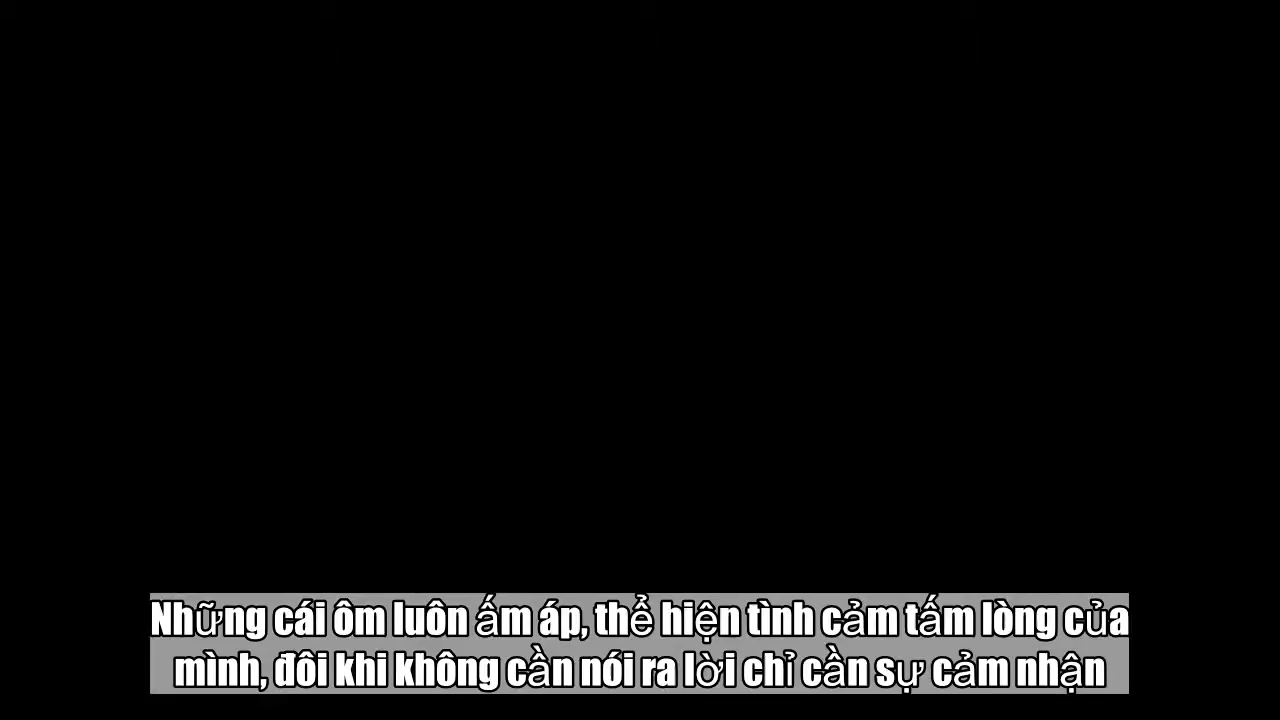 Những cái ôm luôn ấm áp, thể hiện tình cảm tấm lòng của
mình, đôi khi không cần nói ra lời chỉ cần sự cảm nhận